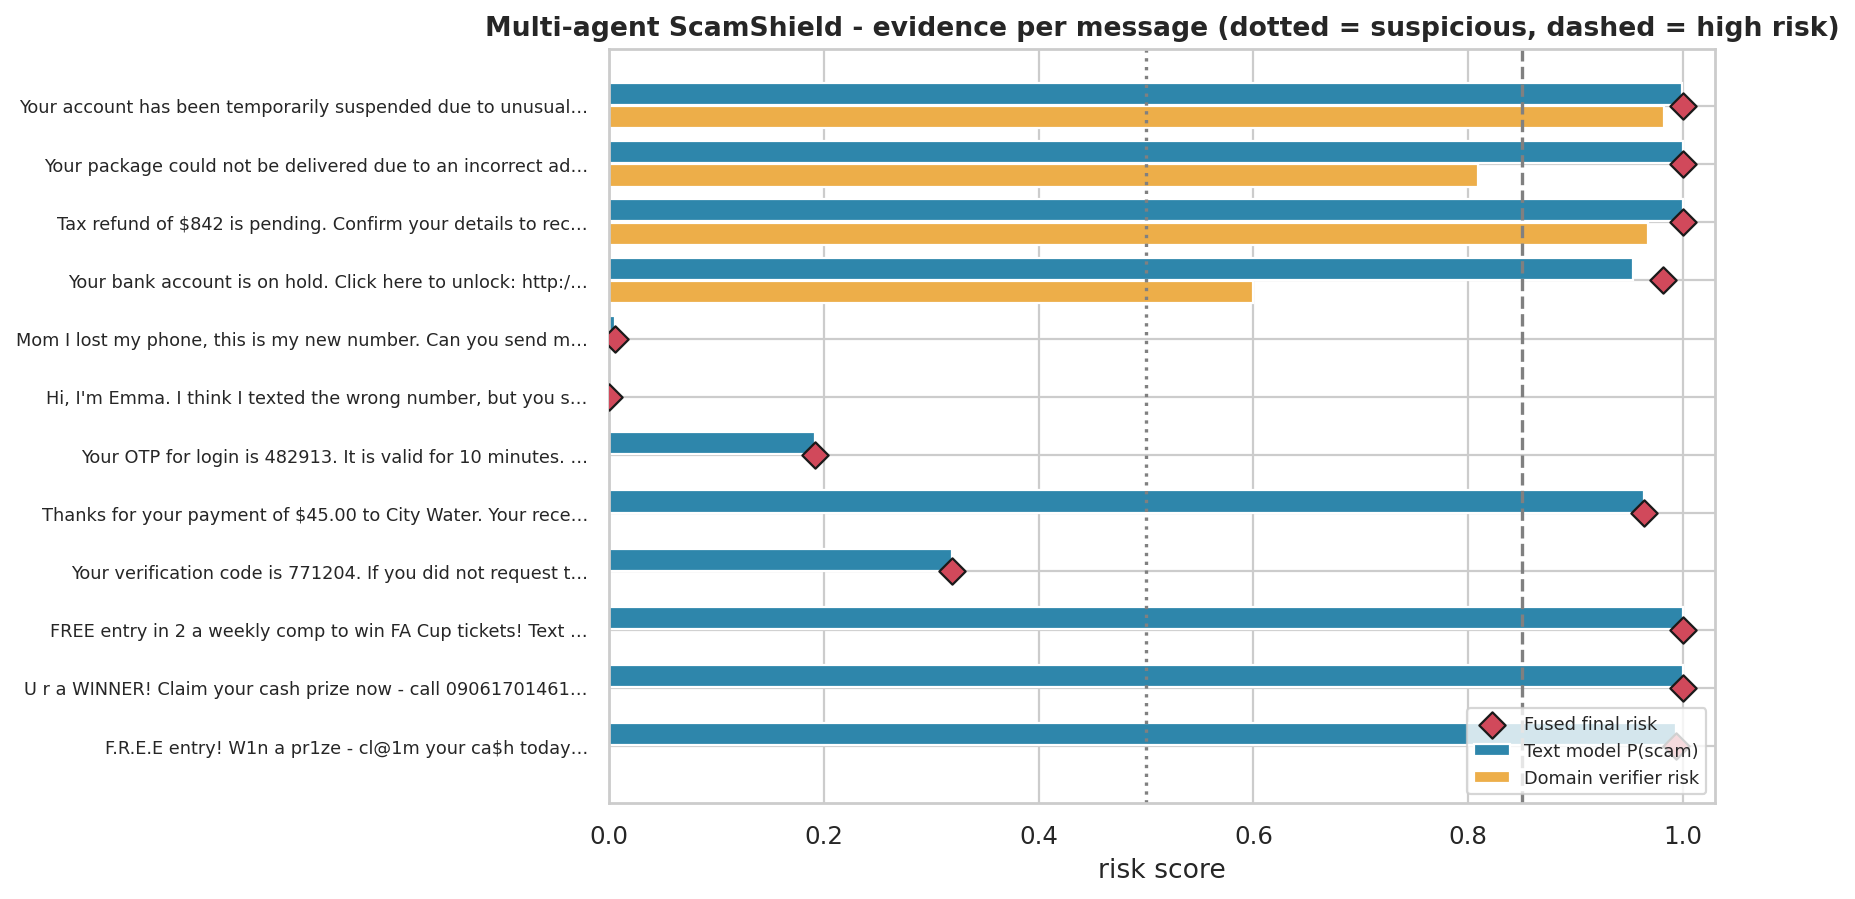 Multi-agent ScamShield - evidence per message (dotted = suspicious, dashed = high risk)
Your account has been temporarily suspended due to unusual...
Your package could not be delivered due to an incorrect ad...
Tax refund of $842 is pending. Confirm your details to rec...
Your bank account is on hold. Click here to unlock: http:/...
Mom I lost my phone, this is my new number. Can you send m...
Hi, I'm Emma. I think I texted the wrong number, but you s...
Your OTP for login is 482913. It is valid for 10 minutes. ...
Thanks for your payment of $45.00 to City Water. Your rece...
Your verification code is 771204. If you did not request t...
FREE entry in 2 a weekly comp to win FA Cup tickets! Text ...
U r a WINNER! Claim your cash prize now - call 09061701461...
F.R.E.E entry! W1n a pr1ze - cl@1m your ca$h today...
Fused final risk
Text model P(scam)
Domain verifier risk
0.0 0.2 0.4 0.6 0.8 1.0
risk score